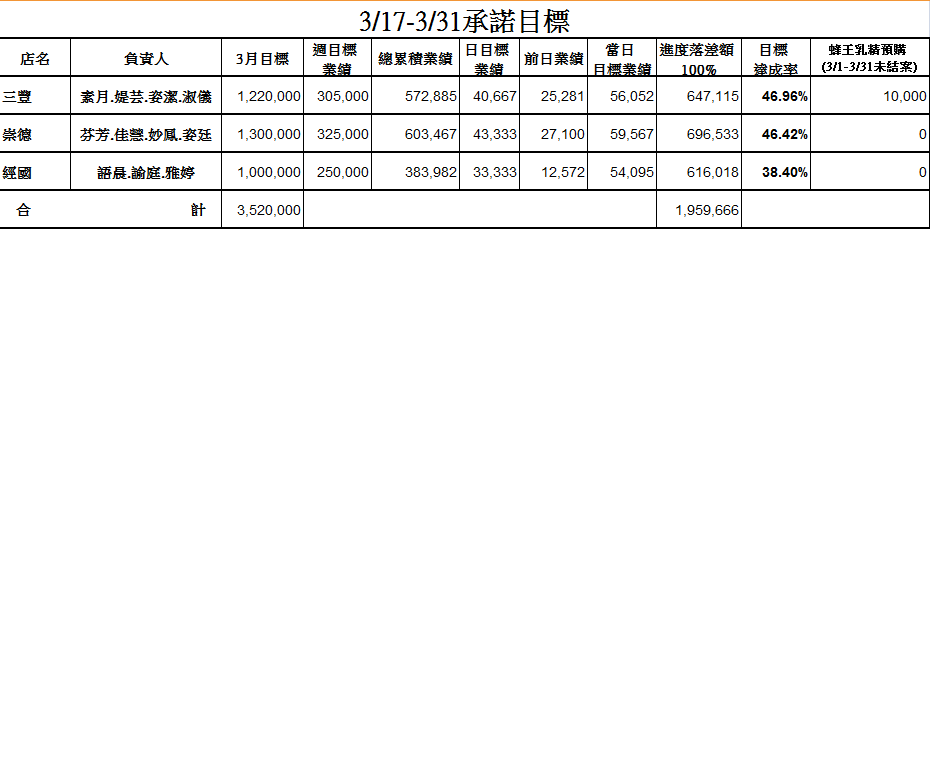 3/17-3/31承諾目標
店名 負責人 3月目標 週目標業績 總累積業績 日目標業績 前日業績 當日目標業績 進度落差額100% 目標達成率 蜂王乳精預購(3/1-3/31未結案)
三豐 素月.媞芸.姿潔.淑儀 1,220,000 305,000 572,885 40,667 25,281 56,052 647,115 46.96% 10,000
崇德 芬芳.佳慧.妙鳳.姿廷 1,300,000 325,000 603,467 43,333 27,100 59,567 696,533 46.42% 0
經國 語晨.諭庭.雅婷 1,000,000 250,000 383,982 33,333 12,572 54,095 616,018 38.40% 0
合 計 3,520,000 1,959,666